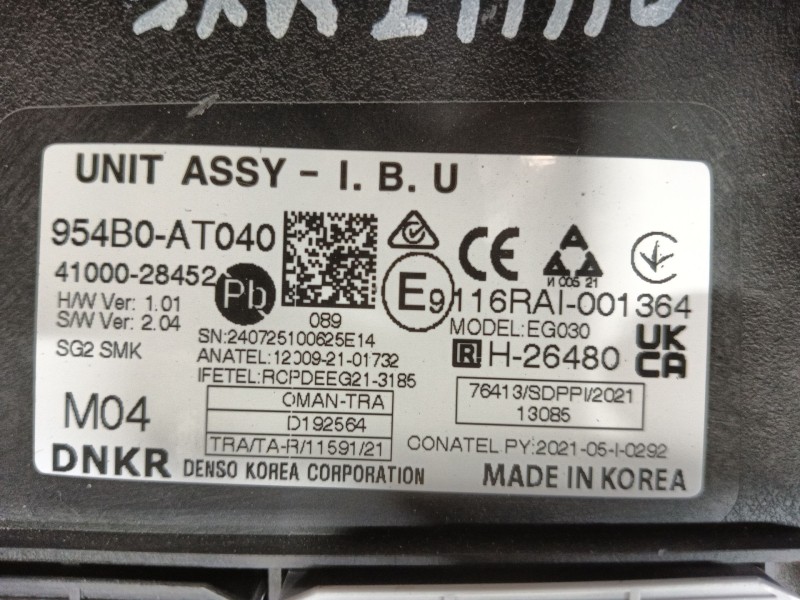 UNIT ASSY - I. B. U
954B0-AT040
41000-28452
Pb
H/W Ver: 1.01
S/W Ver: 2.04
SG2 SMK
M04
DNKR
089
SN:240725100625E14
ANATEL:12009-21-01732
IFETEL:RCPDEEG21-3185
OMAN-TRA
D192564
TRA/TA-R/11591/21
DENSO KOREA CORPORATION
CE
И 005 21
E9 116RAI-001364
MODEL:EG030
R H-26480
UK
CA
76413/SDPPI/2021
13085
CONATEL PY:2021-05-I-0292
MADE IN KOREA